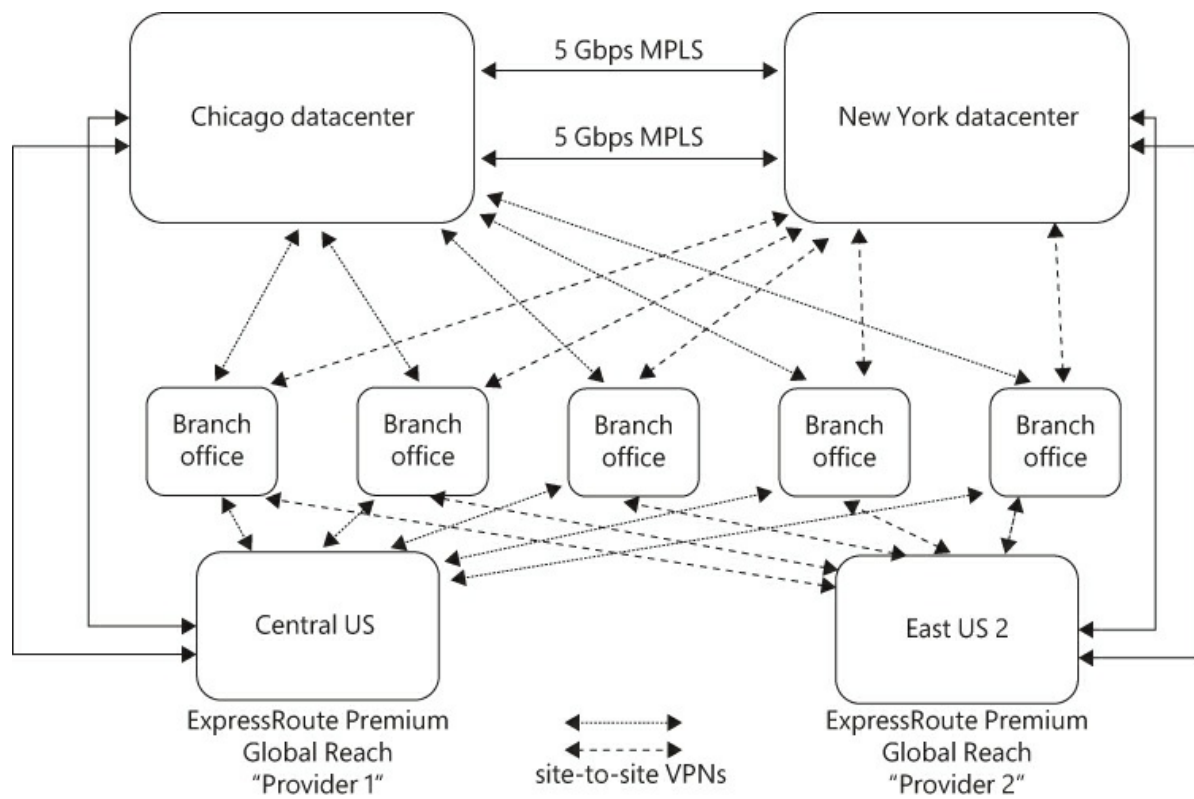 5 Gbps MPLS
Chicago datacenter
New York datacenter
5 Gbps MPLS
Branch
office
Branch
office
Branch
office
Branch
office
Branch
office
Central US
East US 2
ExpressRoute Premium
Global Reach
“Provider 1”
site-to-site VPNs
ExpressRoute Premium
Global Reach
“Provider 2”